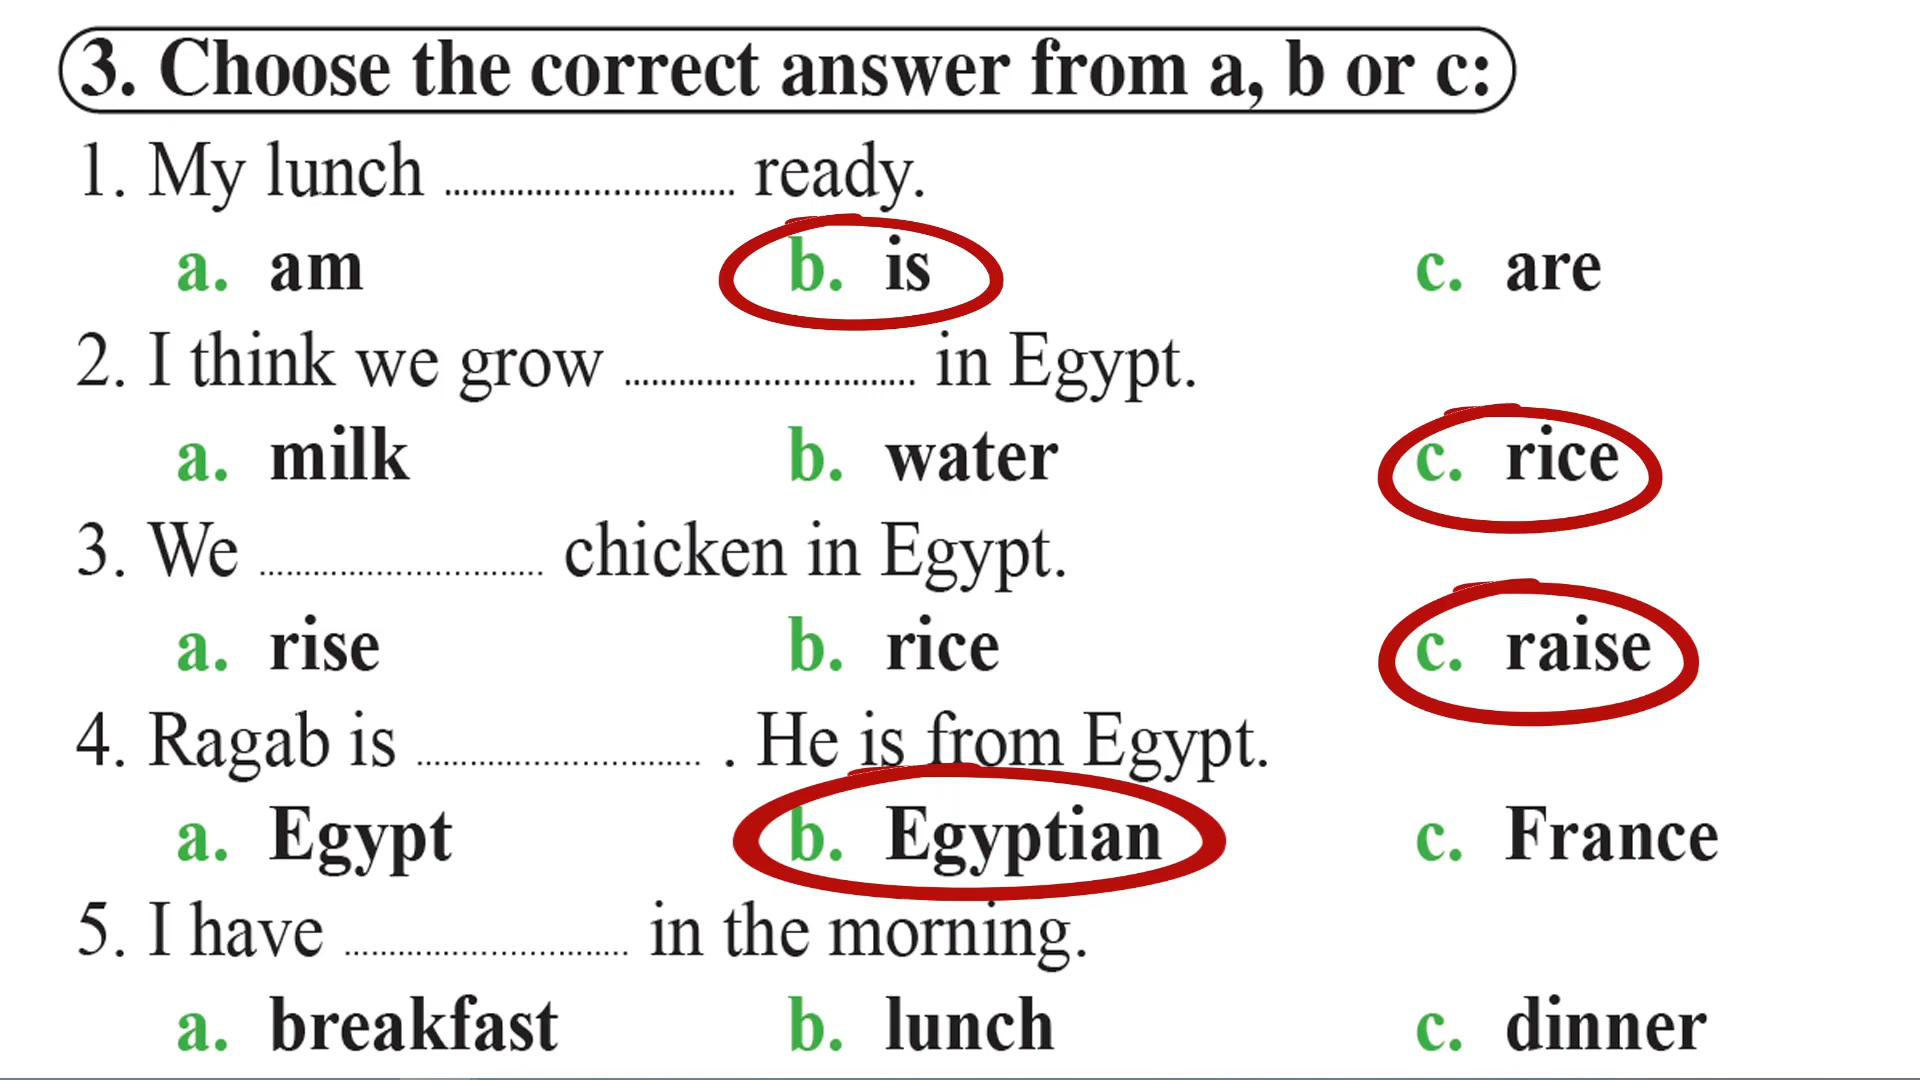 3. Choose the correct answer from a, b or c:
1. My lunch .............................. ready.
a. am b. is c. are
2. I think we grow .............................. in Egypt.
a. milk b. water c. rice
3. We .............................. chicken in Egypt.
a. rise b. rice c. raise
4. Ragab is .............................. . He is from Egypt.
a. Egypt b. Egyptian c. France
5. I have .............................. in the morning.
a. breakfast b. lunch c. dinner